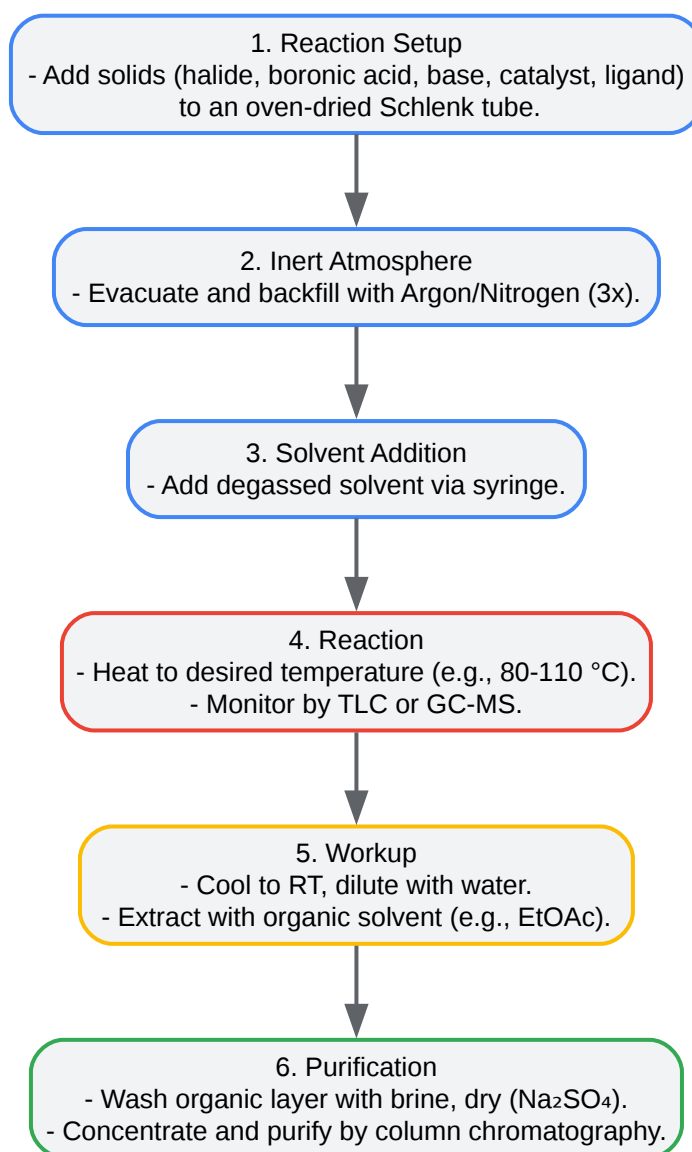 1. Reaction Setup
- Add solids (halide, boronic acid, base, catalyst, ligand)
to an oven-dried Schlenk tube.
2. Inert Atmosphere
- Evacuate and backfill with Argon/Nitrogen (3x).
3. Solvent Addition
- Add degassed solvent via syringe.
4. Reaction
- Heat to desired temperature (e.g., 80-110 °C).
- Monitor by TLC or GC-MS.
5. Workup
- Cool to RT, dilute with water.
- Extract with organic solvent (e.g., EtOAc).
6. Purification
- Wash organic layer with brine, dry (Na₂SO₄).
- Concentrate and purify by column chromatography.